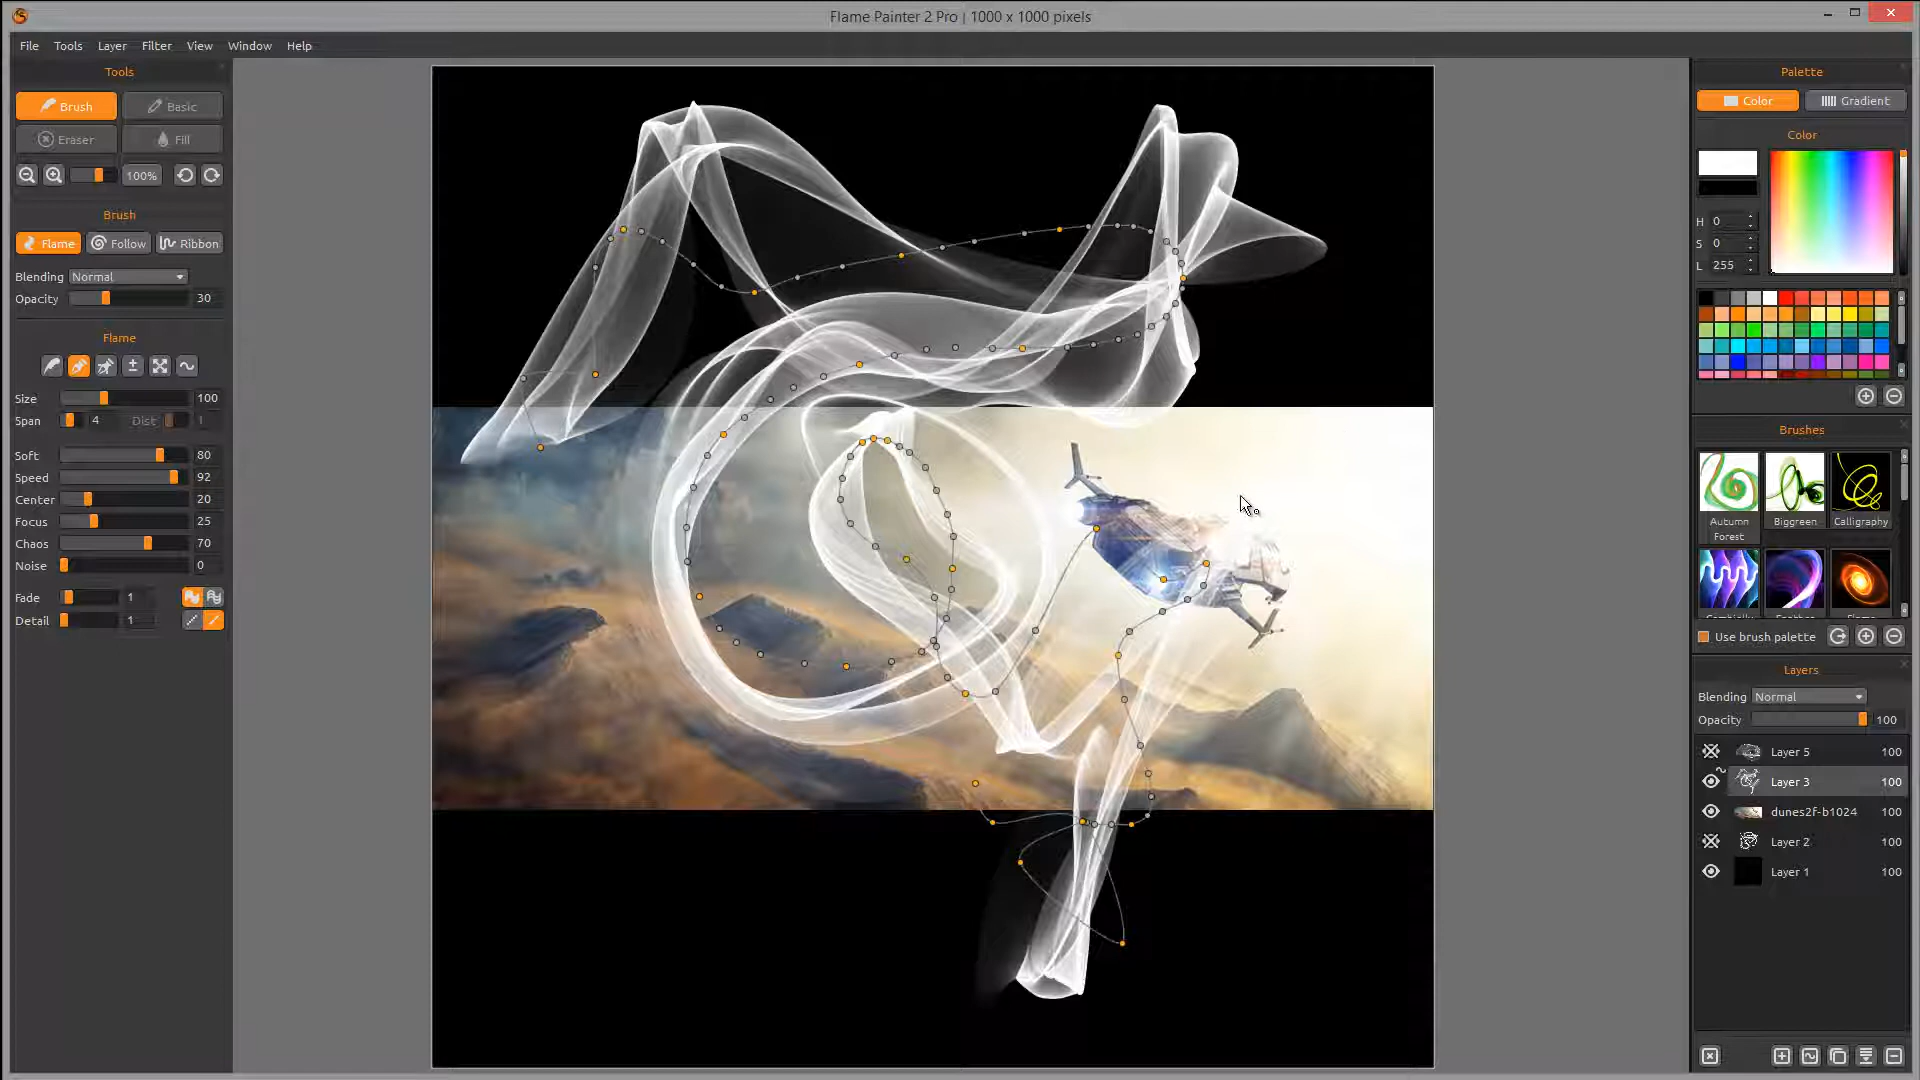 Flame Painter 2 Pro | 1000 x 1000 pixels
File Tools Layer Filter View Window Help
Tools
Brush Basic
Eraser Fill
100%
Brush
Flame Follow Ribbon
Blending Normal
Opacity 30
Flame
Size 100
Span 4 Dist 1
Soft 80
Speed 92
Center 20
Focus 25
Chaos 70
Noise 0
Fade 1
Detail 1
Palette
Color Gradient
Color
H 0
S 0
L 255
Brushes
Autumn Forest
Biggreen
Calligraphy
Use brush palette
Layers
Blending Normal
Opacity 100
Layer 5 100
Layer 3 100
dunes2f-b1024 100
Layer 2 100
Layer 1 100